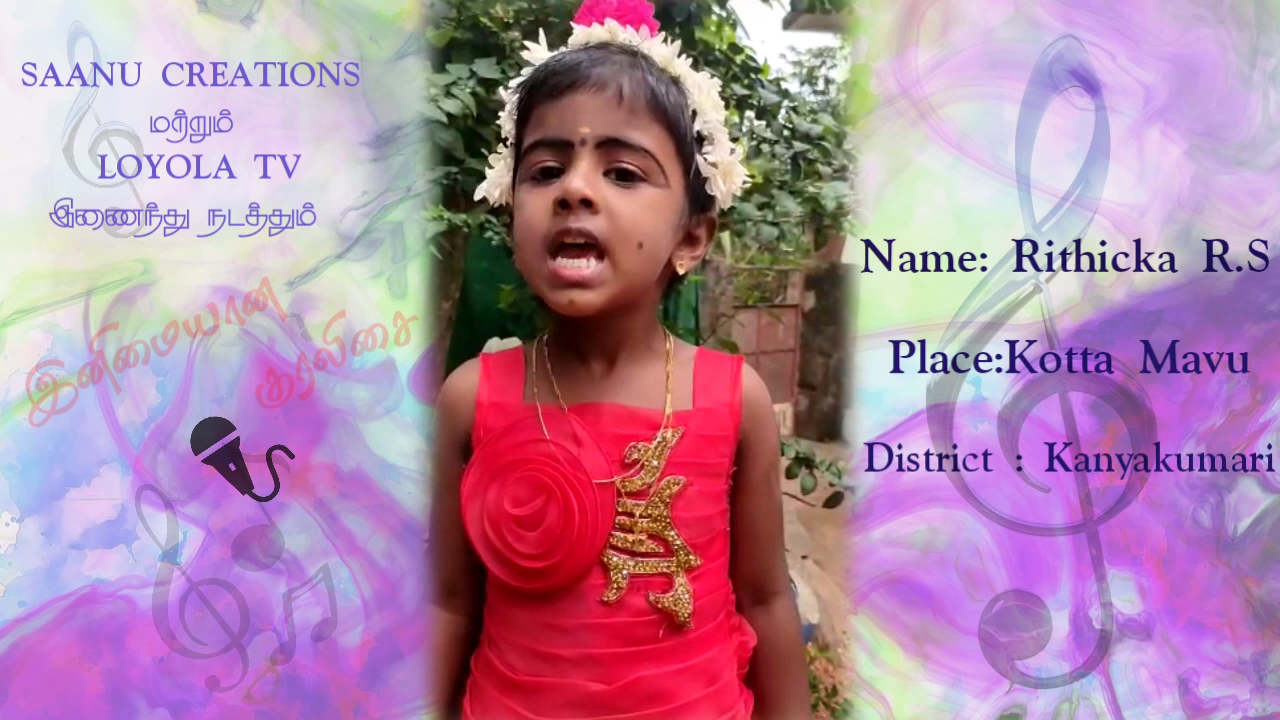 SAANU CREATIONS
மற்றும்
LOYOLA TV
இணைந்து நடத்தும்
இனிமையான
குரலிசை
Name: Rithicka R.S
Place:Kotta Mavu
District : Kanyakumari